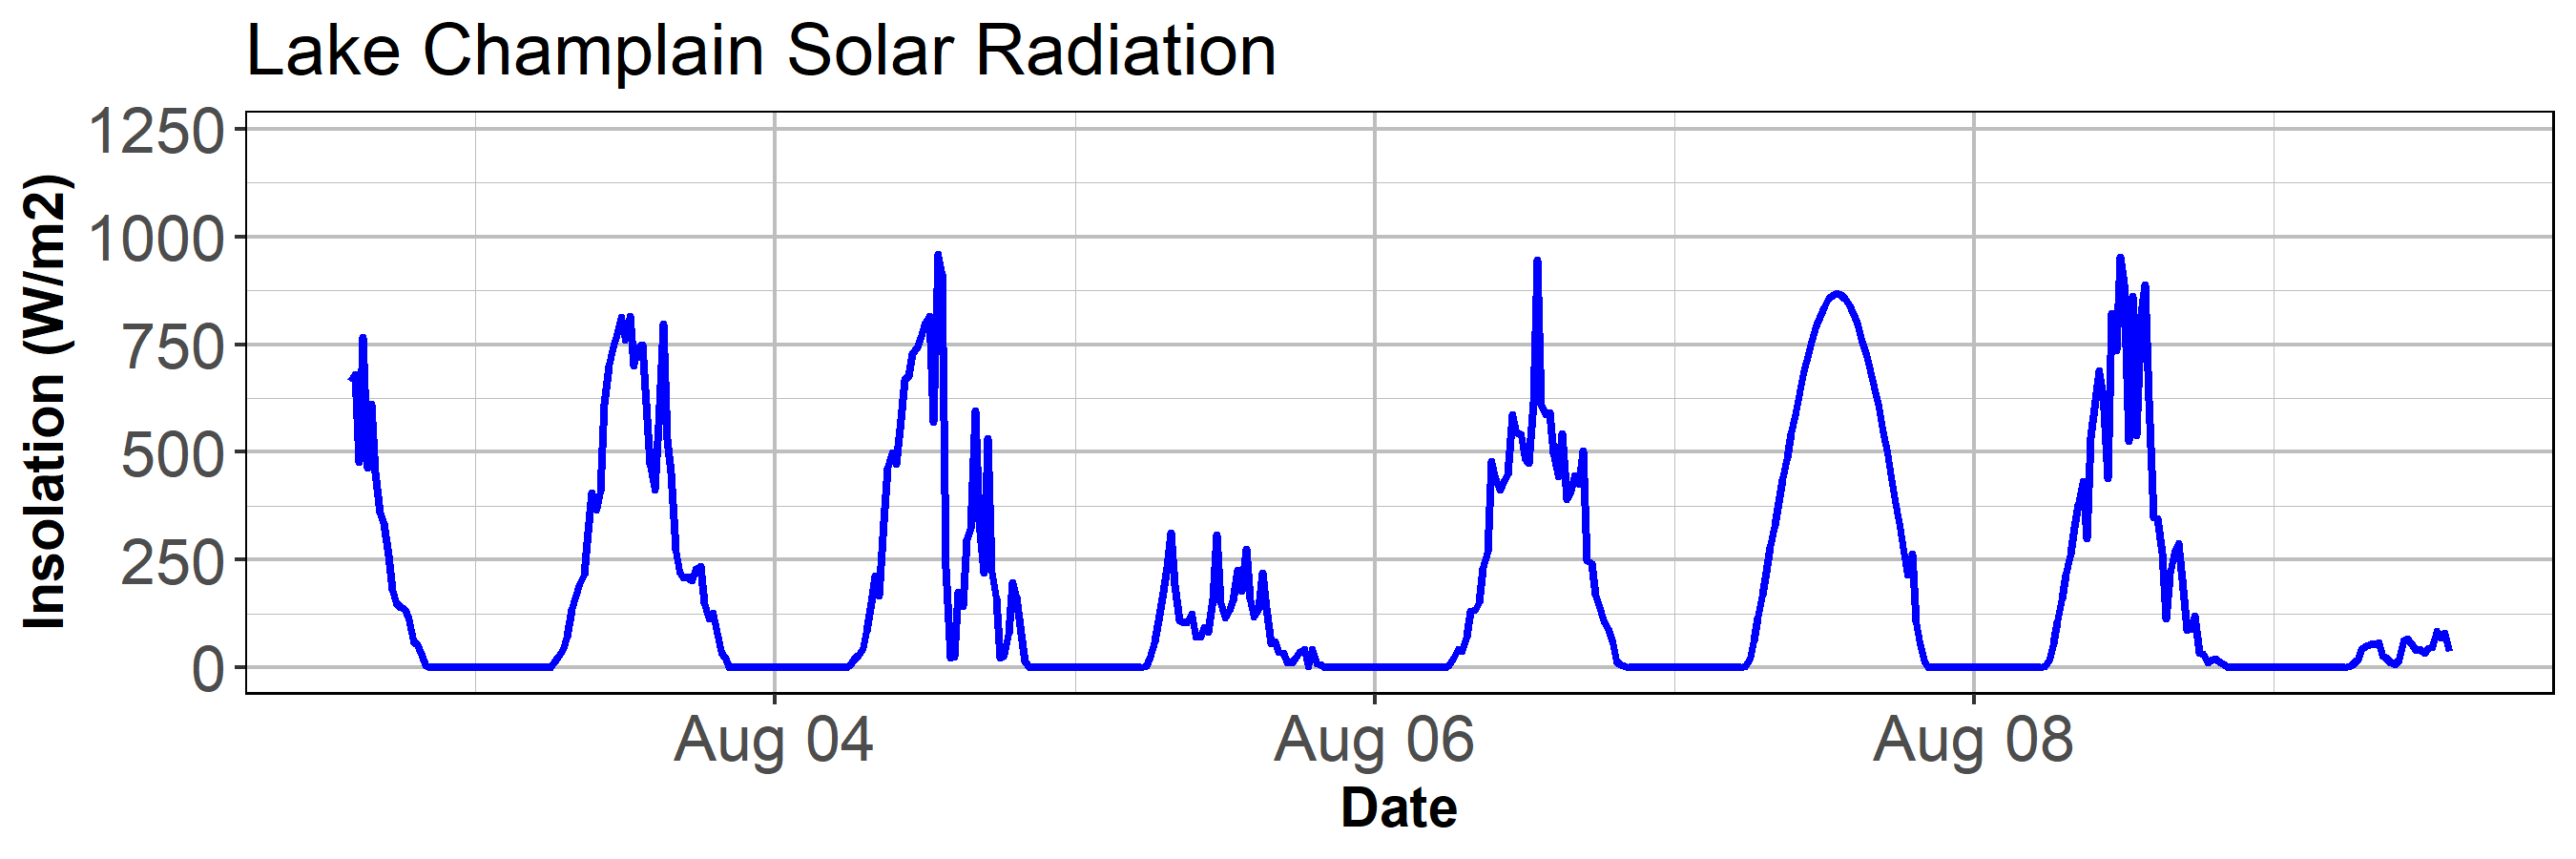 Lake Champlain Solar Radiation
Insolation (W/m2)
1250
1000
750
500
250
0
Aug 04 Aug 06 Aug 08
Date